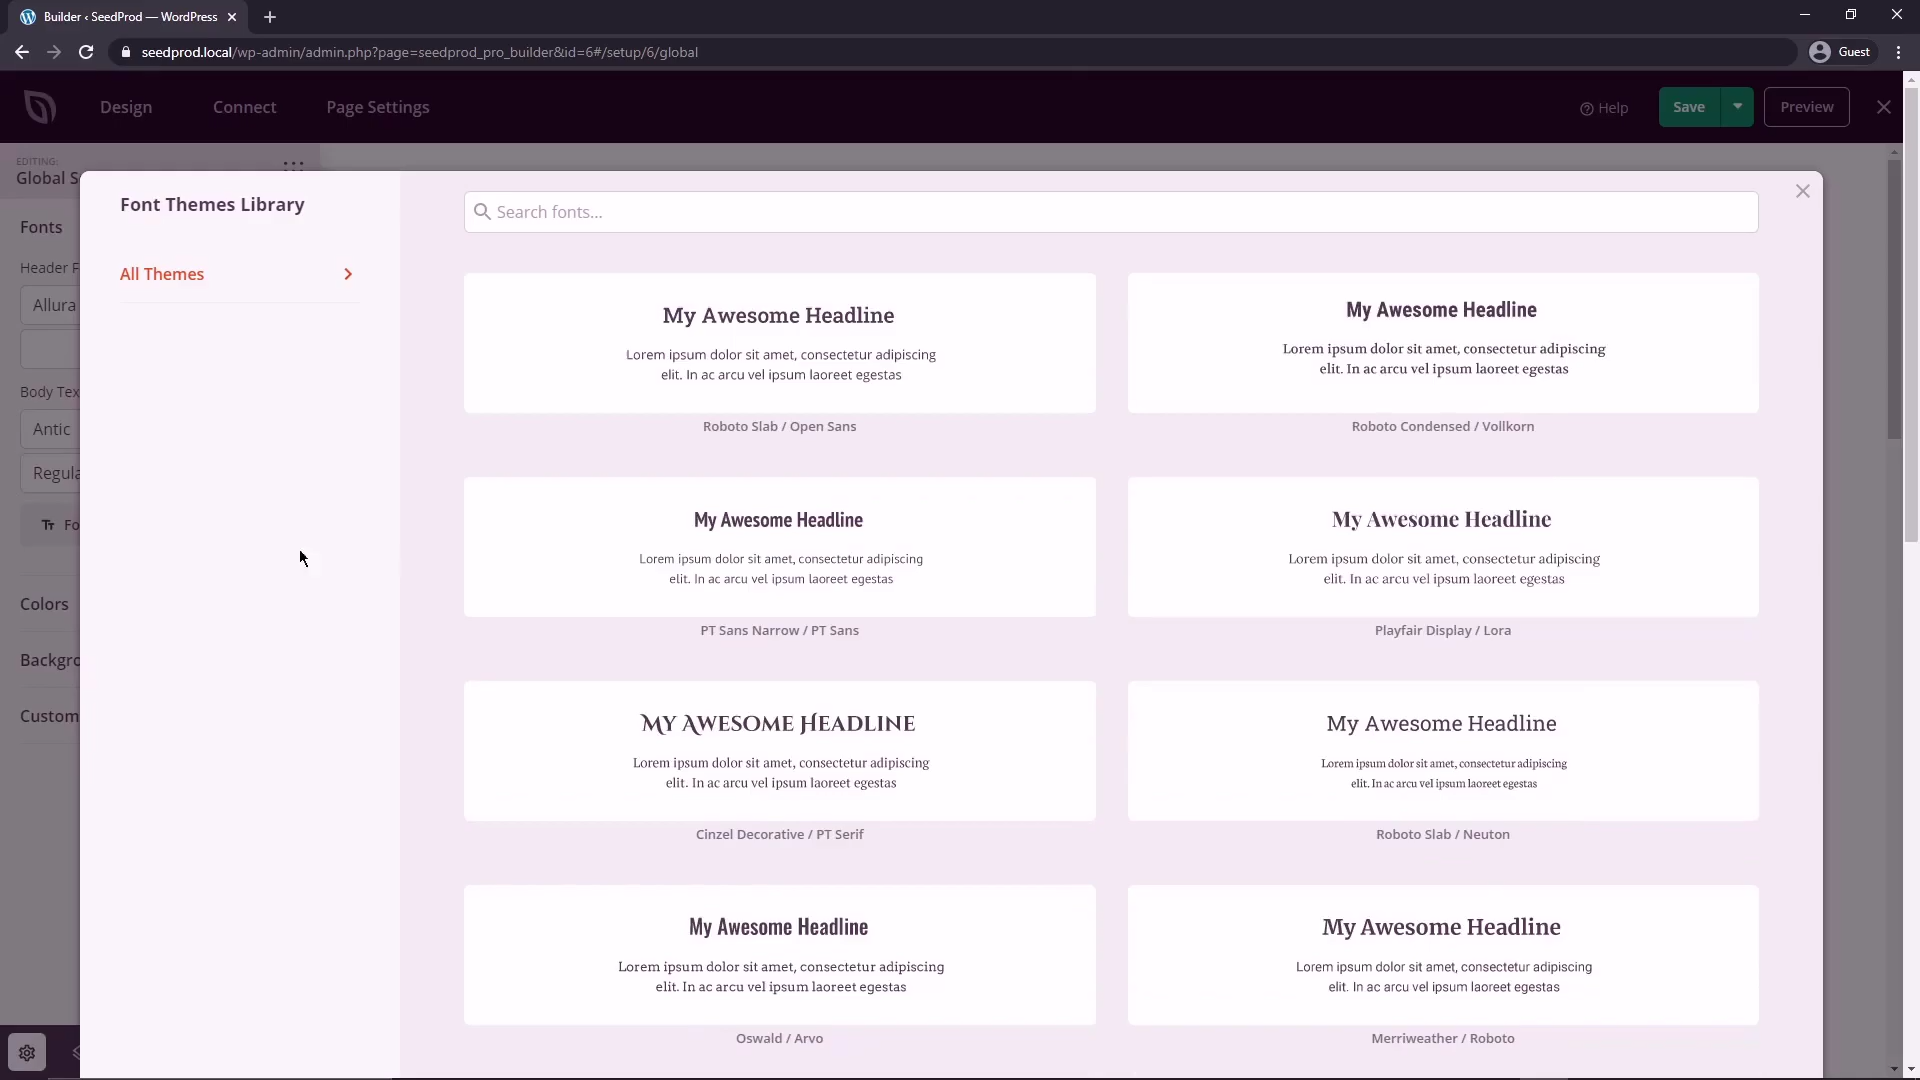 Builder ‹ SeedProd — WordPress
seedprod.local/wp-admin/admin.php?page=seedprod_pro_builder&id=6#/setup/6/global
Guest
Design
Connect
Page Settings
Help
Save
Preview
EDITING:
Global S
Fonts
Header F
Allura
Body Tex
Antic
Regula
Tr Fo
Colors
Backgro
Custom
Font Themes Library
All Themes
Search fonts...
My Awesome Headline
Lorem ipsum dolor sit amet, consectetur adipiscing
elit. In ac arcu vel ipsum laoreet egestas
Roboto Slab / Open Sans
My Awesome Headline
Lorem ipsum dolor sit amet, consectetur adipiscing
elit. In ac arcu vel ipsum laoreet egestas
Roboto Condensed / Vollkorn
My Awesome Headline
Lorem ipsum dolor sit amet, consectetur adipiscing
elit. In ac arcu vel ipsum laoreet egestas
PT Sans Narrow / PT Sans
My Awesome Headline
Lorem ipsum dolor sit amet, consectetur adipiscing
elit. In ac arcu vel ipsum laoreet egestas
Playfair Display / Lora
My Awesome Headline
Lorem ipsum dolor sit amet, consectetur adipiscing
elit. In ac arcu vel ipsum laoreet egestas
Cinzel Decorative / PT Serif
My Awesome Headline
Lorem ipsum dolor sit amet, consectetur adipiscing
elit. In ac arcu vel ipsum laoreet egestas
Roboto Slab / Neuton
My Awesome Headline
Lorem ipsum dolor sit amet, consectetur adipiscing
elit. In ac arcu vel ipsum laoreet egestas
Oswald / Arvo
My Awesome Headline
Lorem ipsum dolor sit amet, consectetur adipiscing
elit. In ac arcu vel ipsum laoreet egestas
Merriweather / Roboto